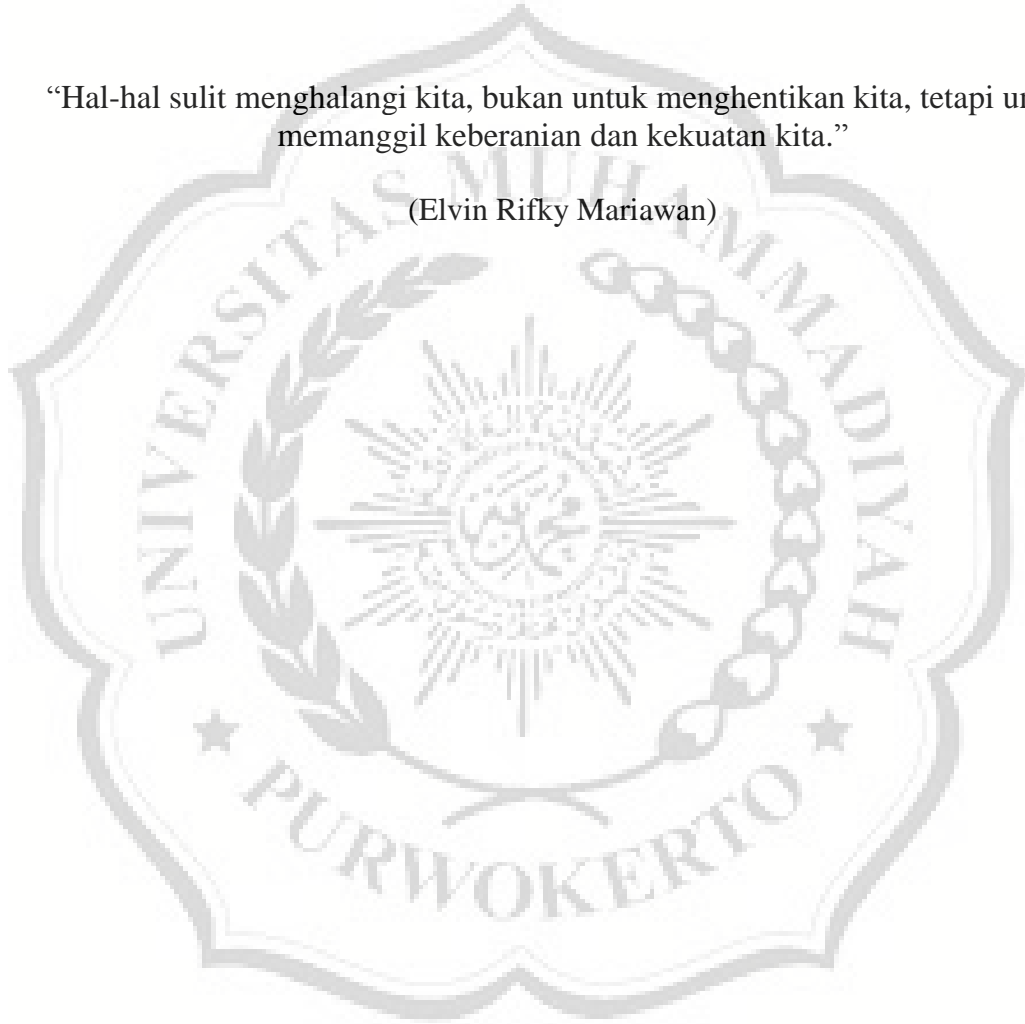 “Hal-hal sulit menghalangi kita, bukan untuk menghentikan kita, tetapi
memanggil keberanian dan kekuatan kita.”
(Elvin Rifky Mariawan)
UNIVERSITAS MUHAMMADIYAH
PURWOKERTO